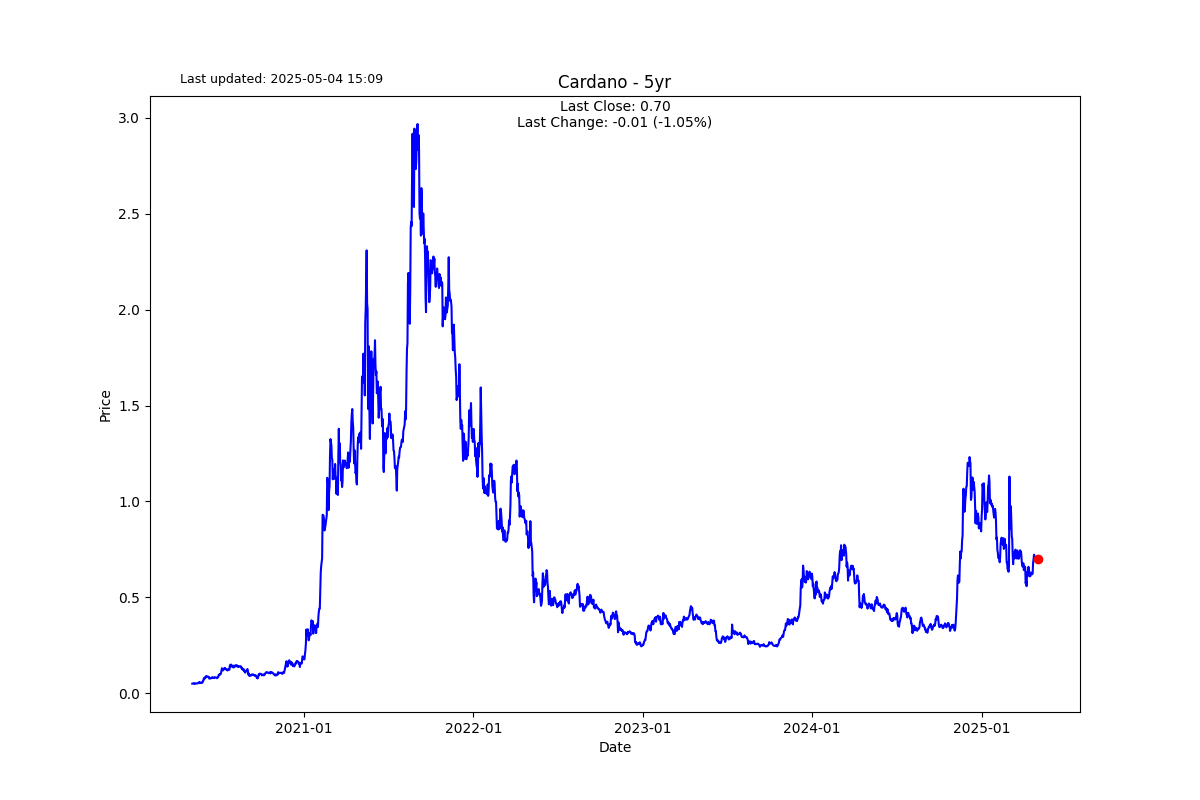 Last updated: 2025-05-04 15:09
Cardano - 5yr
Last Close: 0.70
Last Change: -0.01 (-1.05%)
Price
3.0
2.5
2.0
1.5
1.0
0.5
0.0
2021-01
2022-01
2023-01
2024-01
2025-01
Date